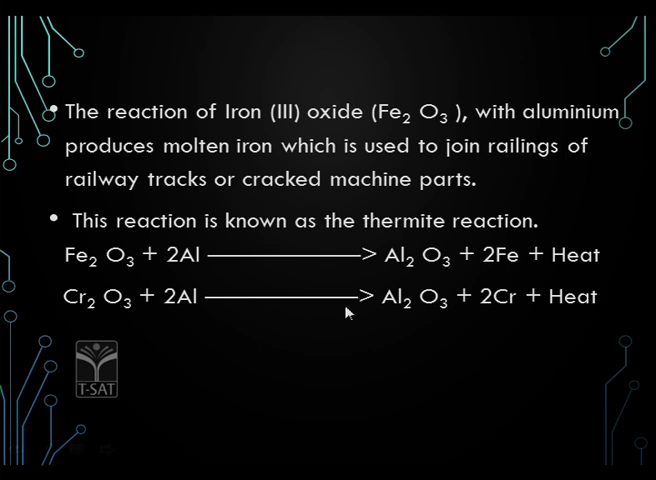 • The reaction of Iron (III) oxide (Fe₂ O₃ ), with aluminium
produces molten iron which is used to join railings of
railway tracks or cracked machine parts.
• This reaction is known as the thermite reaction.
Fe₂ O₃ + 2Al ————————> Al₂ O₃ + 2Fe + Heat
Cr₂ O₃ + 2Al ————————> Al₂ O₃ + 2Cr + Heat
T-SAT